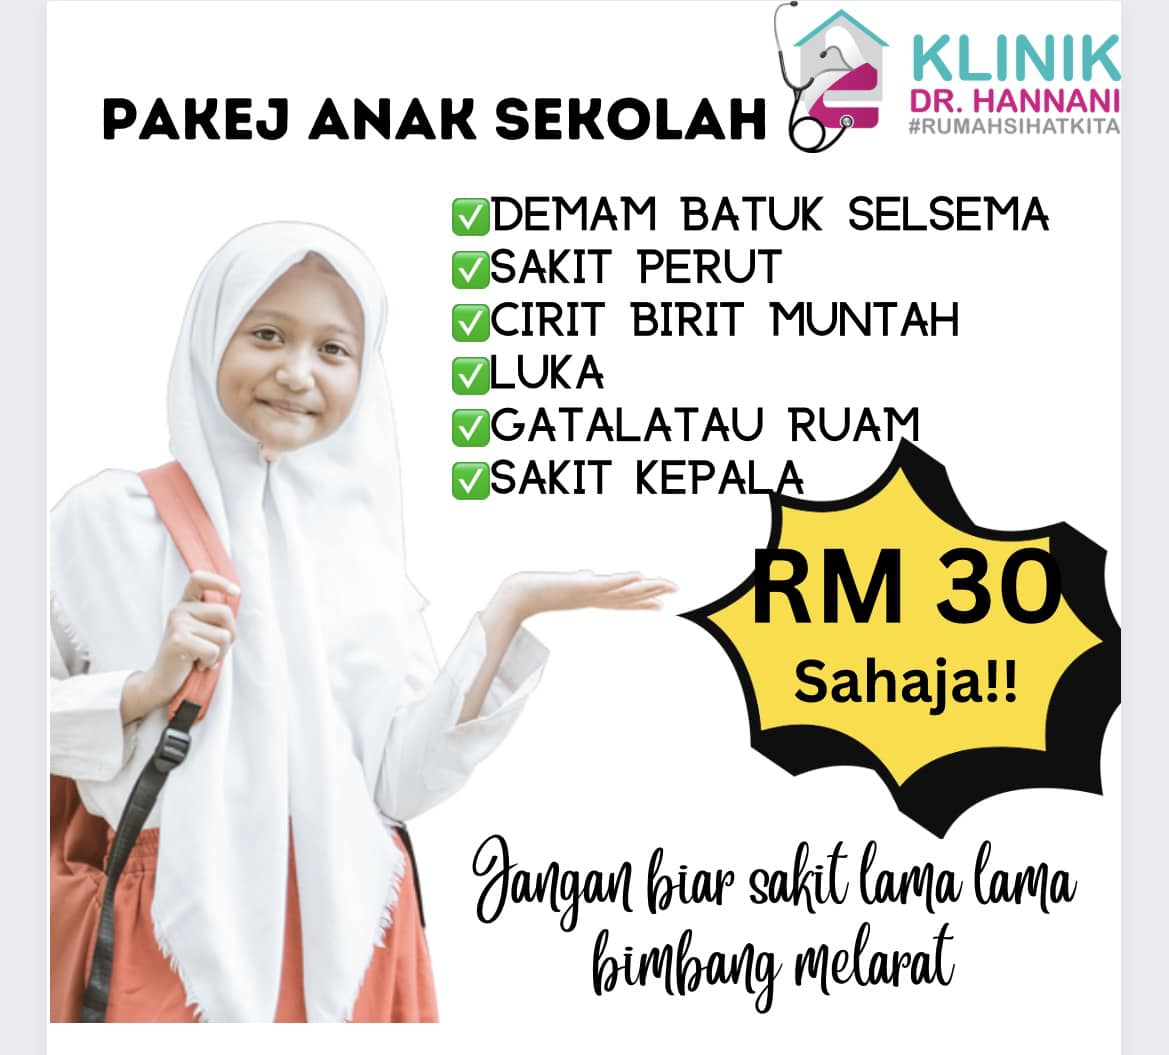 KLINIK
DR. HANNANI
#RUMAHSIHATKITA
PAKEJ ANAK SEKOLAH
✅DEMAM BATUK SELSEMA
✅SAKIT PERUT
✅CIRIT BIRIT MUNTAH
✅LUKA
✅GATALATAU RUAM
✅SAKIT KEPALA
RM 30
Sahaja!!
Jangan biar sakit lama lama
bimbang melarat